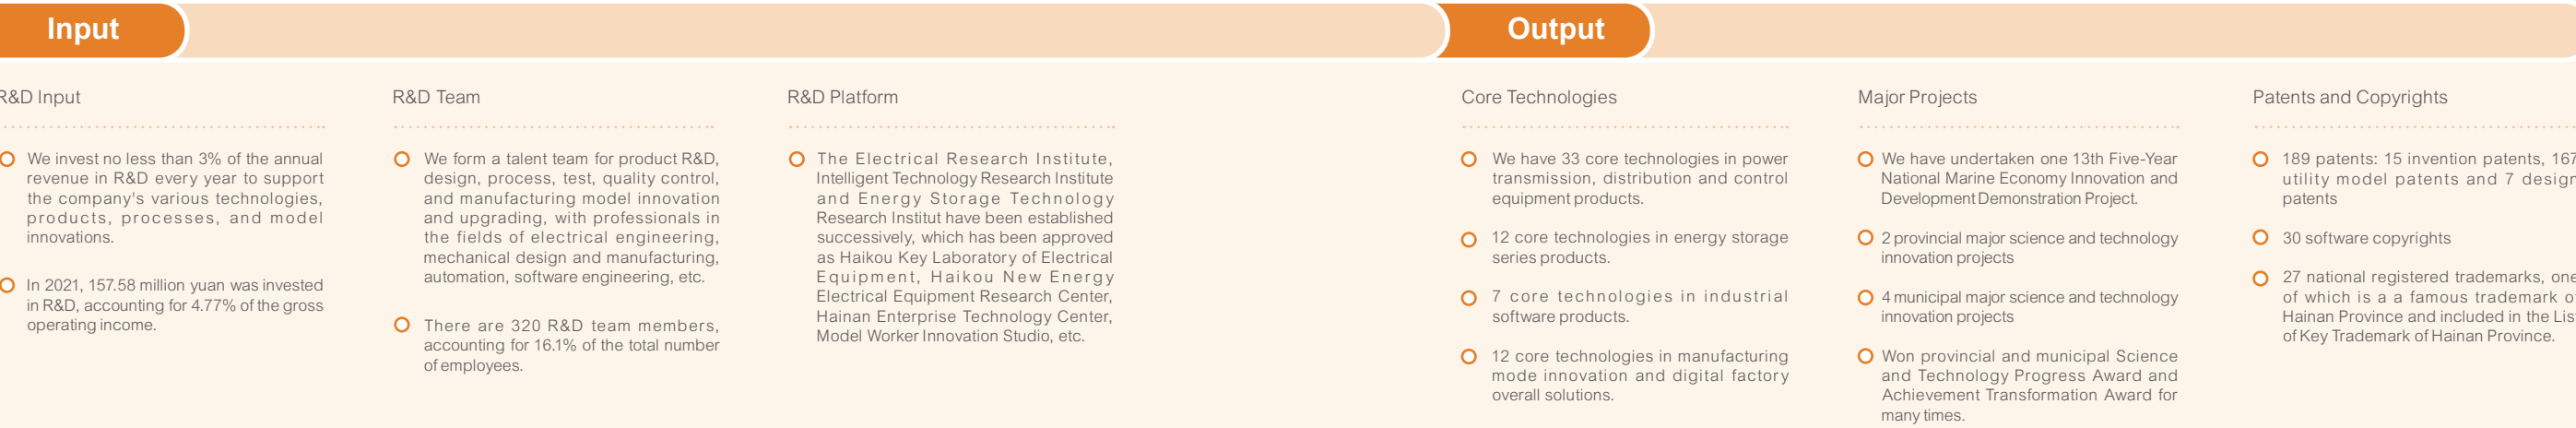 Input
R&D Input
We invest no less than 3% of the annual
revenue in R&D every year to support
the company's various technologies,
products, processes, and model
innovations.
In 2021, 157.58 million yuan was invested
in R&D, accounting for 4.77% of the gross
operating income.
R&D Team
We form a talent team for product R&D,
design, process, test, quality control,
and manufacturing model innovation
and upgrading, with professionals in
the fields of electrical engineering,
mechanical design and manufacturing,
automation, software engineering, etc.
There are 320 R&D team members,
accounting for 16.1% of the total number
of employees.
R&D Platform
The Electrical Research Institute,
Intelligent Technology Research Institute
and Energy Storage Technology
Research Institut have been established
successively, which has been approved
as Haikou Key Laboratory of Electrical
Equipment, Haikou New Energy
Electrical Equipment Research Center,
Hainan Enterprise Technology Center,
Model Worker Innovation Studio, etc.
Output
Core Technologies
We have 33 core technologies in power
transmission, distribution and control
equipment products.
12 core technologies in energy storage
series products.
7 core technologies in industrial
software products.
12 core technologies in manufacturing
mode innovation and digital factory
overall solutions.
Major Projects
We have undertaken one 13th Five-Year
National Marine Economy Innovation and
Development Demonstration Project.
2 provincial major science and technology
innovation projects
4 municipal major science and technology
innovation projects
Won provincial and municipal Science
and Technology Progress Award and
Achievement Transformation Award for
many times.
Patents and Copyrights
189 patents: 15 invention patents, 167
utility model patents and 7 design
patents
30 software copyrights
27 national registered trademarks, one
of which is a a famous trademark of
Hainan Province and included in the List
of Key Trademark of Hainan Province.